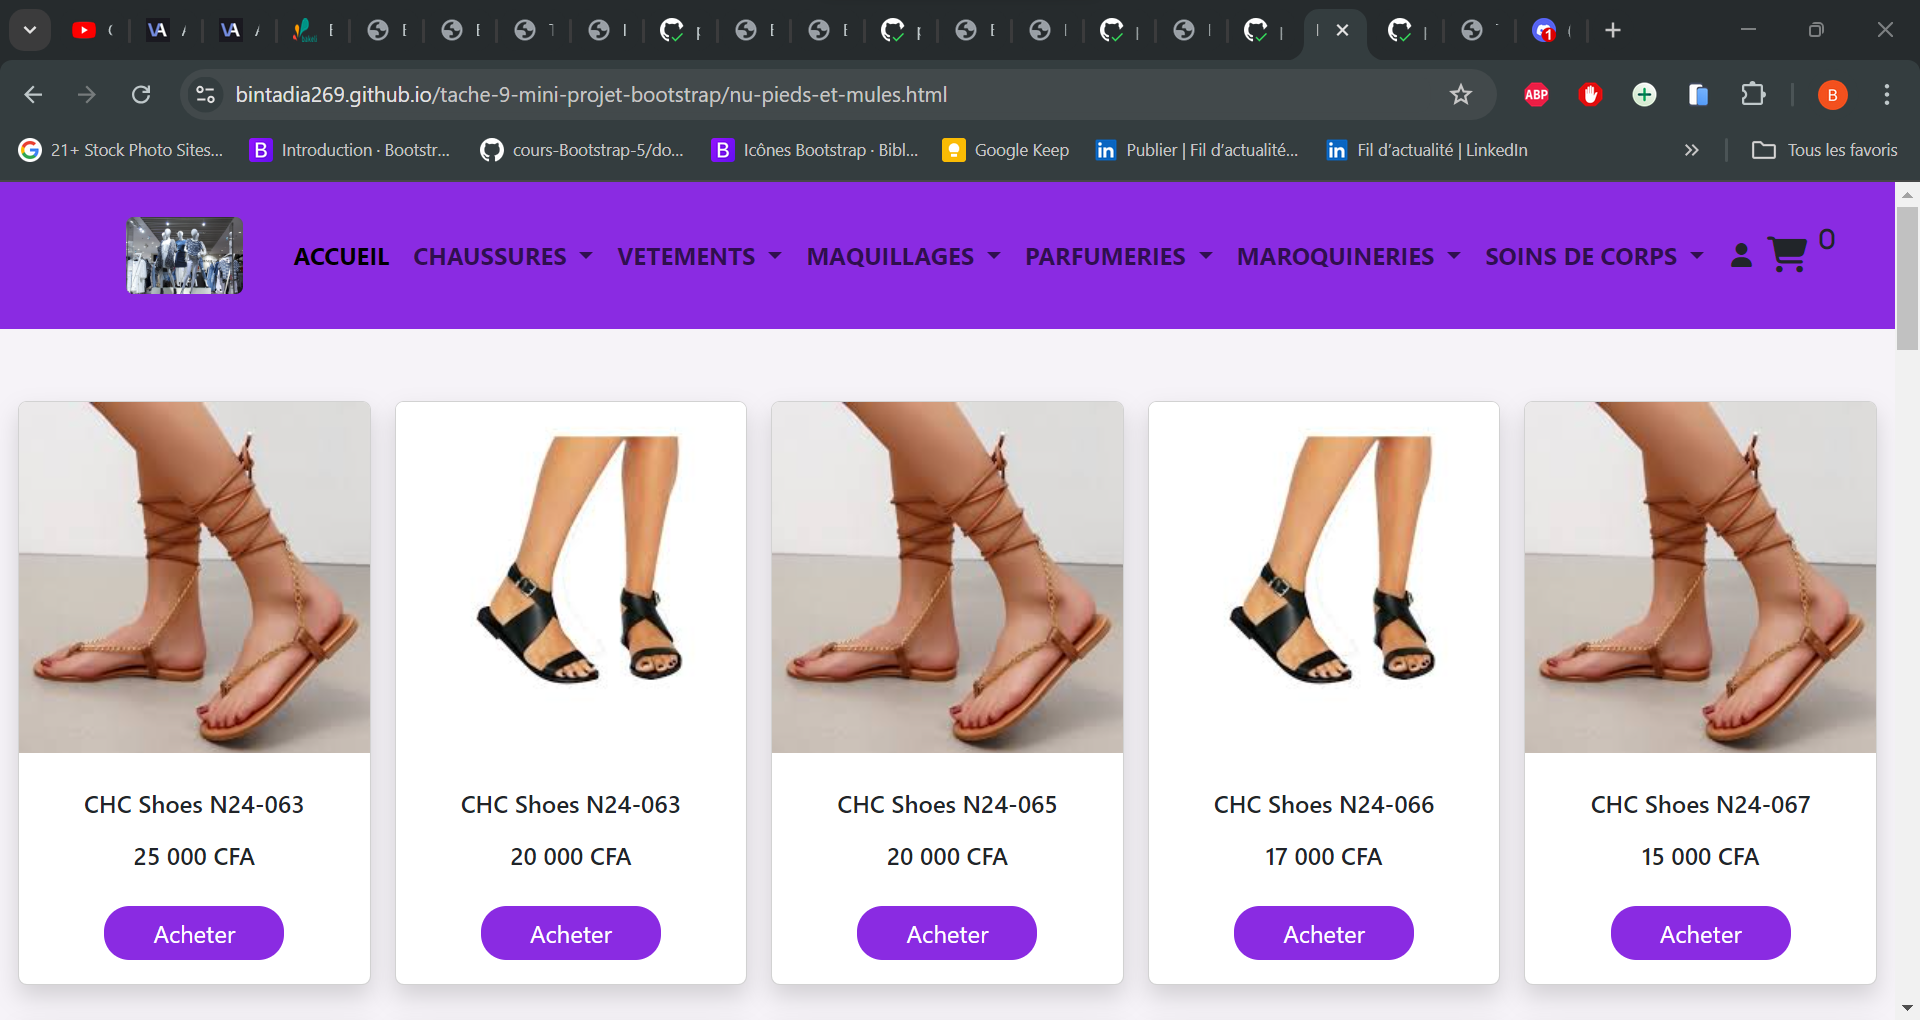 bintadia269.github.io/tache-9-mini-projet-bootstrap/nu-pieds-et-mules.html
ABP
B
21+ Stock Photo Sites...
B Introduction · Bootstr...
cours-Bootstrap-5/do...
B Icônes Bootstrap · Bibl...
Google Keep
in Publier | Fil d’actualité...
in Fil d’actualité | LinkedIn
Tous les favoris
ACCUEIL CHAUSSURES VETEMENTS MAQUILLAGES PARFUMERIES MAROQUINERIES SOINS DE CORPS 0
CHC Shoes N24-063
25 000 CFA
Acheter
CHC Shoes N24-063
20 000 CFA
Acheter
CHC Shoes N24-065
20 000 CFA
Acheter
CHC Shoes N24-066
17 000 CFA
Acheter
CHC Shoes N24-067
15 000 CFA
Acheter